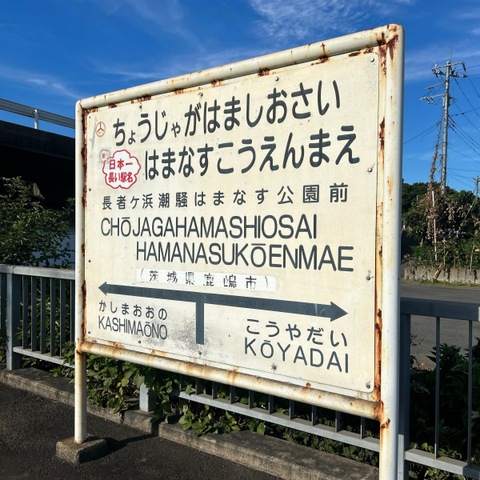 ちょうじゃがはましおさい
はまなすこうえんまえ
日本一
長い駅名
長者ヶ浜潮騒はまなす公園前
CHŌJAGAHAMASHIOSAI
HAMANASUKŌENMAE
(茨城県鹿嶋市)
かしまおおの
KASHIMAŌNO
こうやだい
KŌYADAI